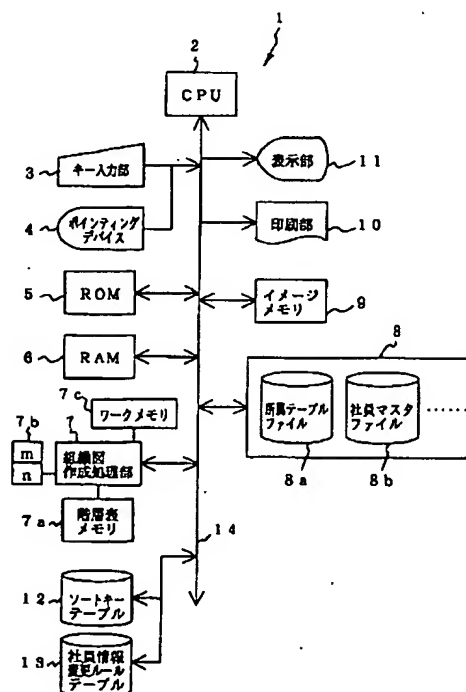 1
2
CPU
3
キー入力部
表示部
11
4
ポインティング
デバイス
印刷部
10
5
ROM
イメージ
メモリ
9
6
RAM
8
7c
ワークメモリ
所属テーブル
ファイル
社員マスタ
ファイル
……
8a
8b
7b
7
m
n
組織図
作成処理部
7a
階層表
メモリ
14
12
ソートキー
テーブル
13
社員情報
変更ルール
テーブル